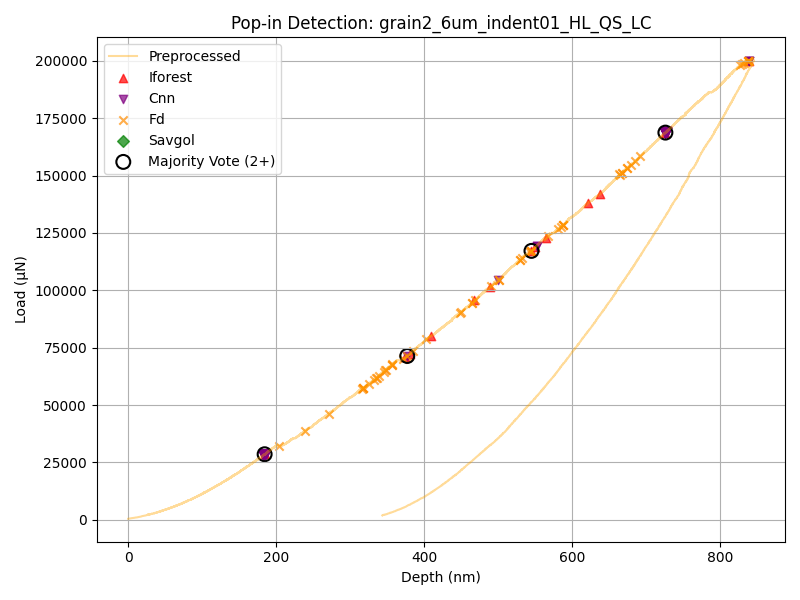 Pop-in Detection: grain2_6um_indent01_HL_QS_LC
Preprocessed
Iforest
Cnn
Fd
Savgol
Majority Vote (2+)
200000
175000
150000
125000
100000
75000
50000
25000
0
Load (µN)
0 200 400 600 800
Depth (nm)